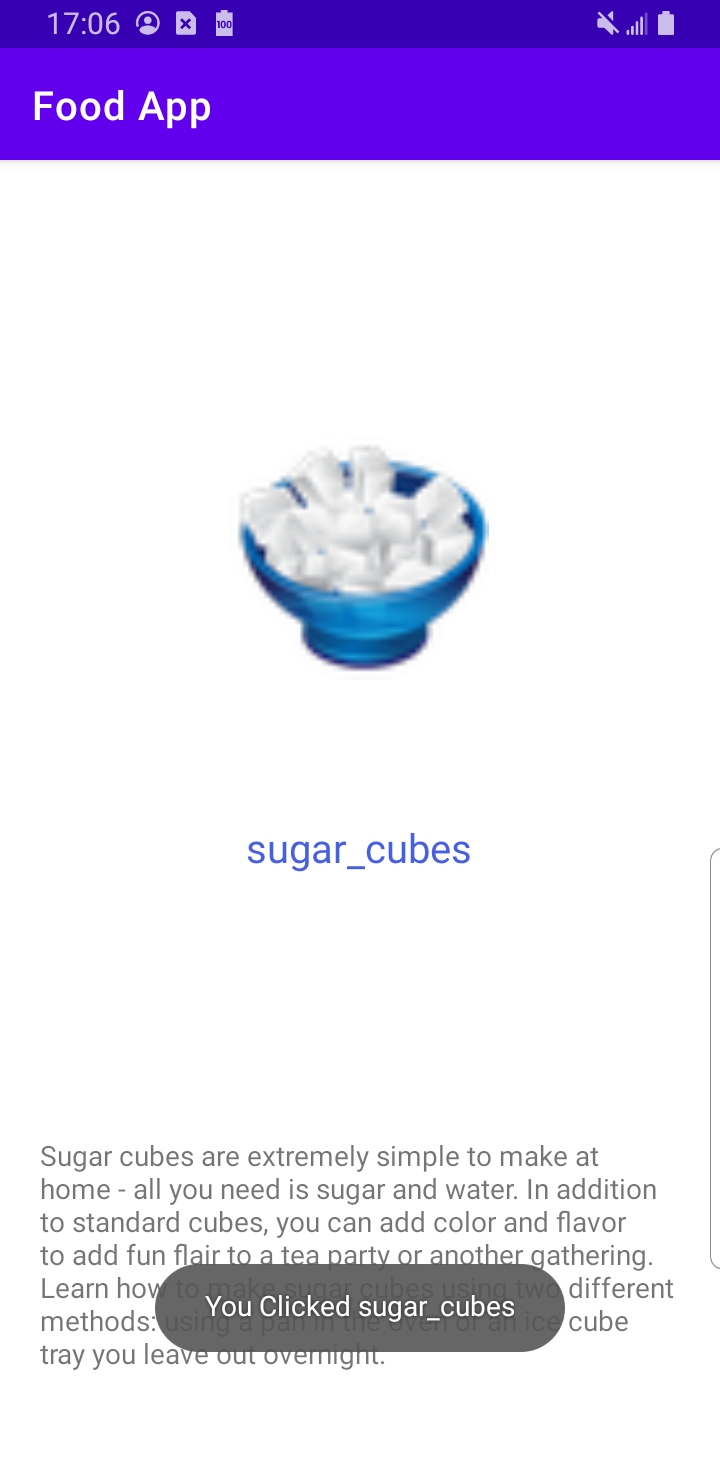 17:06 100
Food App
sugar_cubes
Sugar cubes are extremely simple to make at
home - all you need is sugar and water. In addition
to standard cubes, you can add color and flavor
to add fun flair to a tea party or another gathering.
Learn how to make sugar cubes using two different
methods: using a pan in the oven or an ice cube
You Clicked sugar_cubes
tray you leave out overnight.